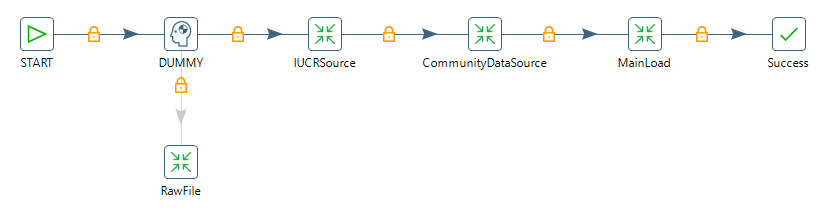 START
DUMMY
IUCRSource
CommunityDataSource
MainLoad
Success
RawFile